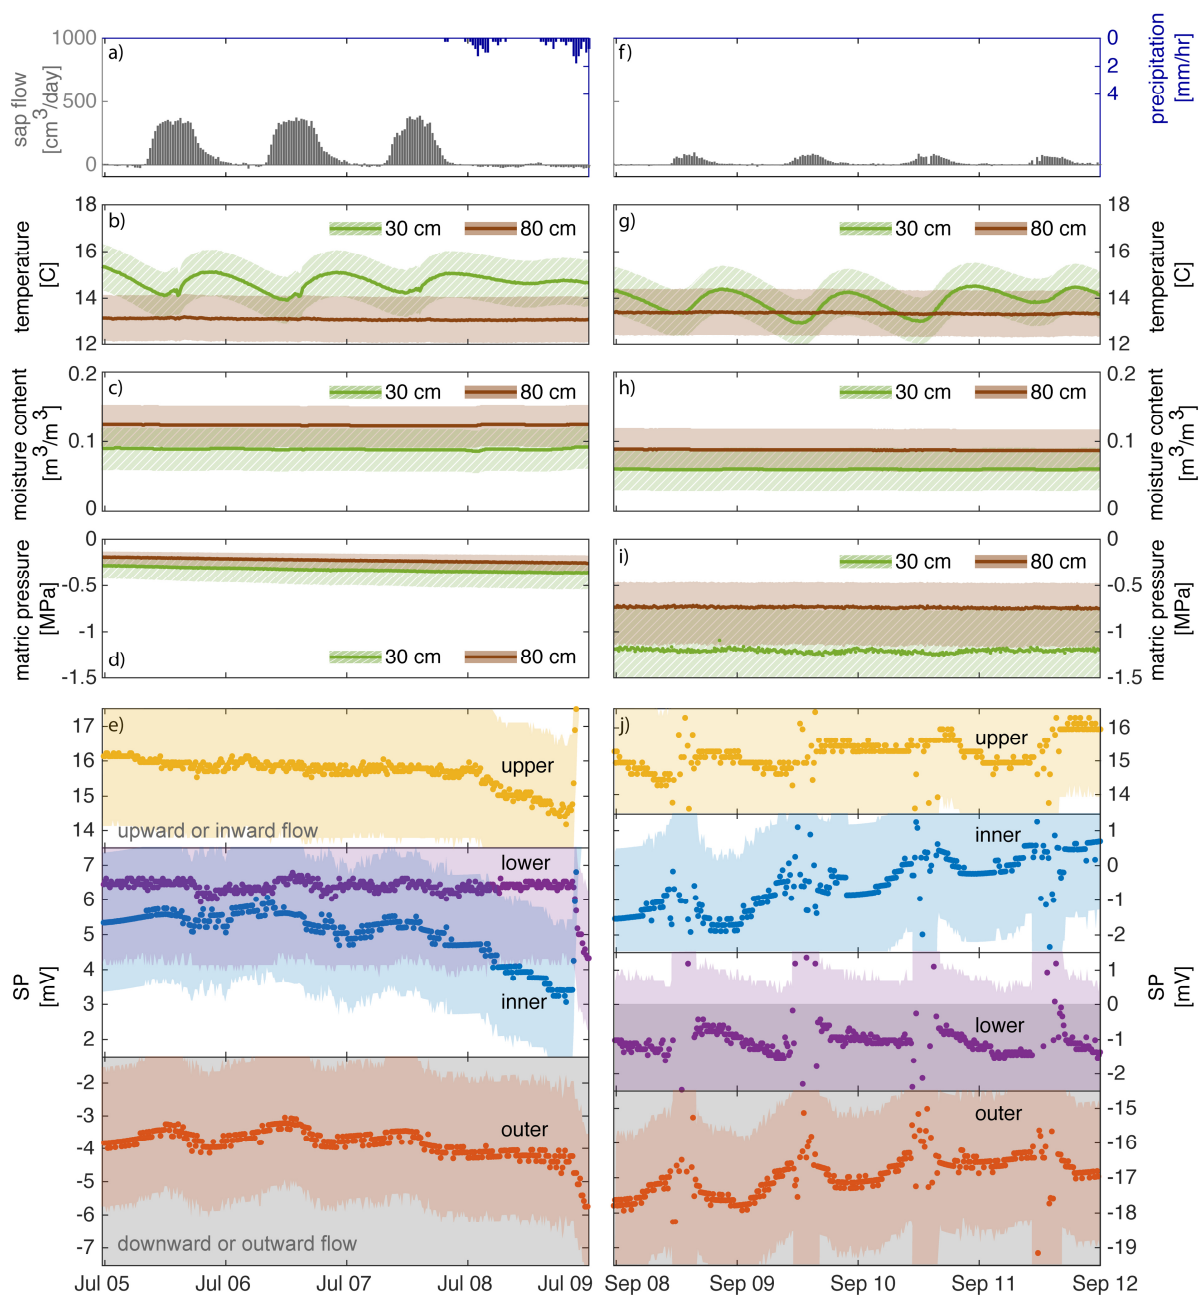 1000
500
0
sap flow
[cm3/day]
a)
f)
0
2
4
precipitation
[mm/hr]
18
16
14
12
temperature
[C]
b)
30 cm
80 cm
g)
30 cm
80 cm
18
16
14
12
temperature
[C]
0.2
0.1
0
moisture content
[m3/m3]
c)
30 cm
80 cm
h)
30 cm
80 cm
0.2
0.1
0
moisture content
[m3/m3]
0
-0.5
-1
-1.5
matric pressure
[MPa]
d)
30 cm
80 cm
i)
30 cm
80 cm
0
-0.5
-1
-1.5
matric pressure
[MPa]
17
16
15
14
e)
upper
upward or inward flow
7
6
5
4
3
2
SP
[mV]
lower
inner
-2
-3
-4
-5
-6
-7
outer
downward or outward flow
Jul 05
Jul 06
Jul 07
Jul 08
Jul 09
j)
upper
16
15
14
inner
1
0
-1
-2
lower
1
0
-1
-2
SP
[mV]
outer
-15
-16
-17
-18
-19
Sep 08
Sep 09
Sep 10
Sep 11
Sep 12